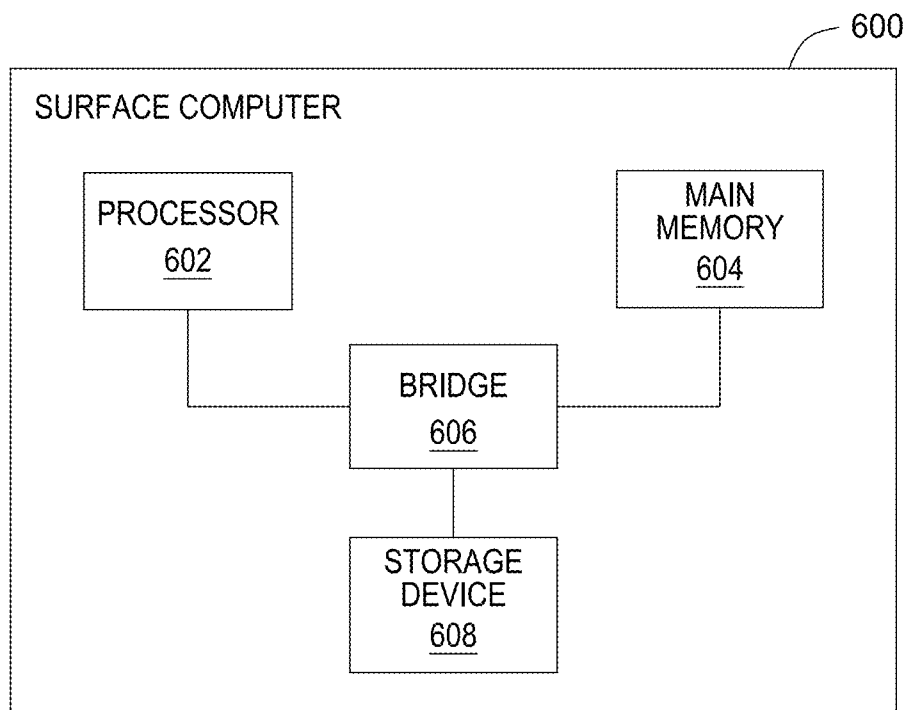 600
SURFACE COMPUTER
PROCESSOR
602
MAIN
MEMORY
604
BRIDGE
606
STORAGE
DEVICE
608